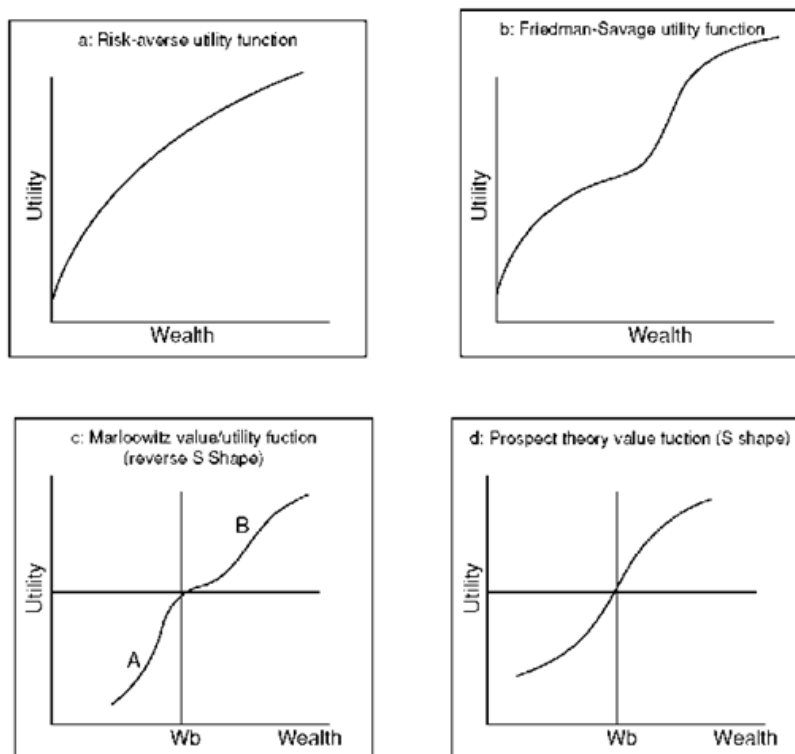 a: Risk-averse utility function
Utility
Wealth
b: Friedman-Savage utility function
Utility
Wealth
c: Marloowitz value/utility fuction
(reverse S Shape)
B
A
Utility
Wb Wealth
d: Prospect theory value fuction (S shape)
Utility
Wb Wealth